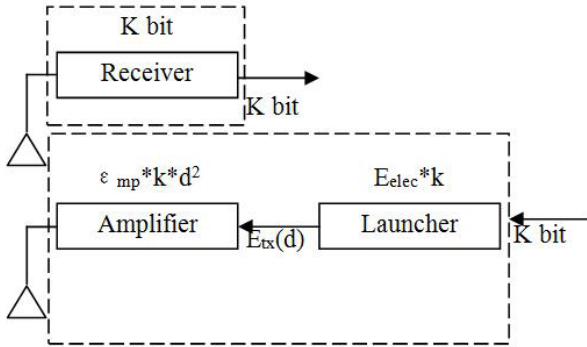 K bit
Receiver
K bit
ε mp*k*d²
Eelec*k
Amplifier
Etx(d)
Launcher
K bit